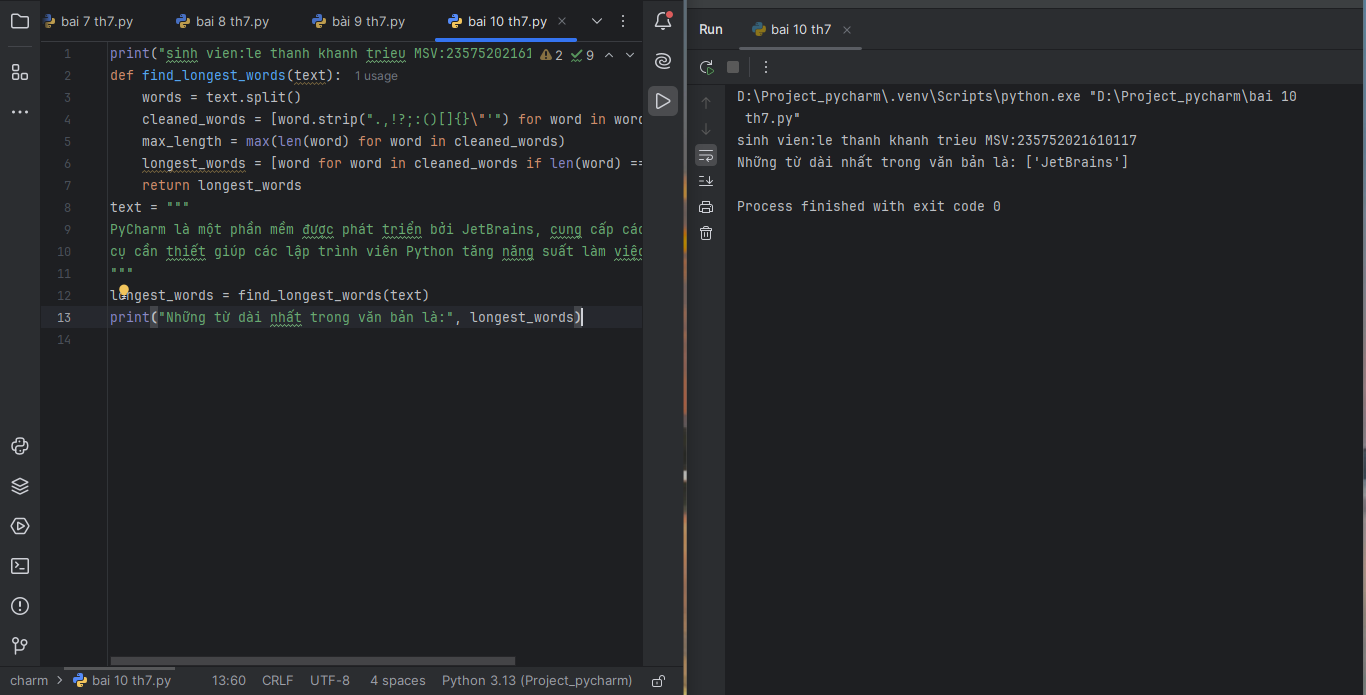 bai 7 th7.py
bai 8 th7.py
bài 9 th7.py
bai 10 th7.py
1 print("sinh vien:le thanh khanh trieu MSV:23575202161
2 9
2 def find_longest_words(text): 1 usage
3 words = text.split()
4 cleaned_words = [word.strip(".,!?;:()[]{}\"'") for word in word
5 max_length = max(len(word) for word in cleaned_words)
6 longest_words = [word for word in cleaned_words if len(word) ==
7 return longest_words
8 text = """
9 PyCharm là một phần mềm được phát triển bởi JetBrains, cung cấp các
10 cụ cần thiết giúp các lập trình viên Python tăng năng suất làm việc
11 """
12 longest_words = find_longest_words(text)
13 print("Những từ dài nhất trong văn bản là:", longest_words)
14
charm > bai 10 th7.py 13:60 CRLF UTF-8 4 spaces Python 3.13 (Project_pycharm)
Run bai 10 th7
D:\Project_pycharm\.venv\Scripts\python.exe "D:\Project_pycharm\bai 10
th7.py"
sinh vien:le thanh khanh trieu MSV:235752021610117
Những từ dài nhất trong văn bản là: ['JetBrains']
Process finished with exit code 0